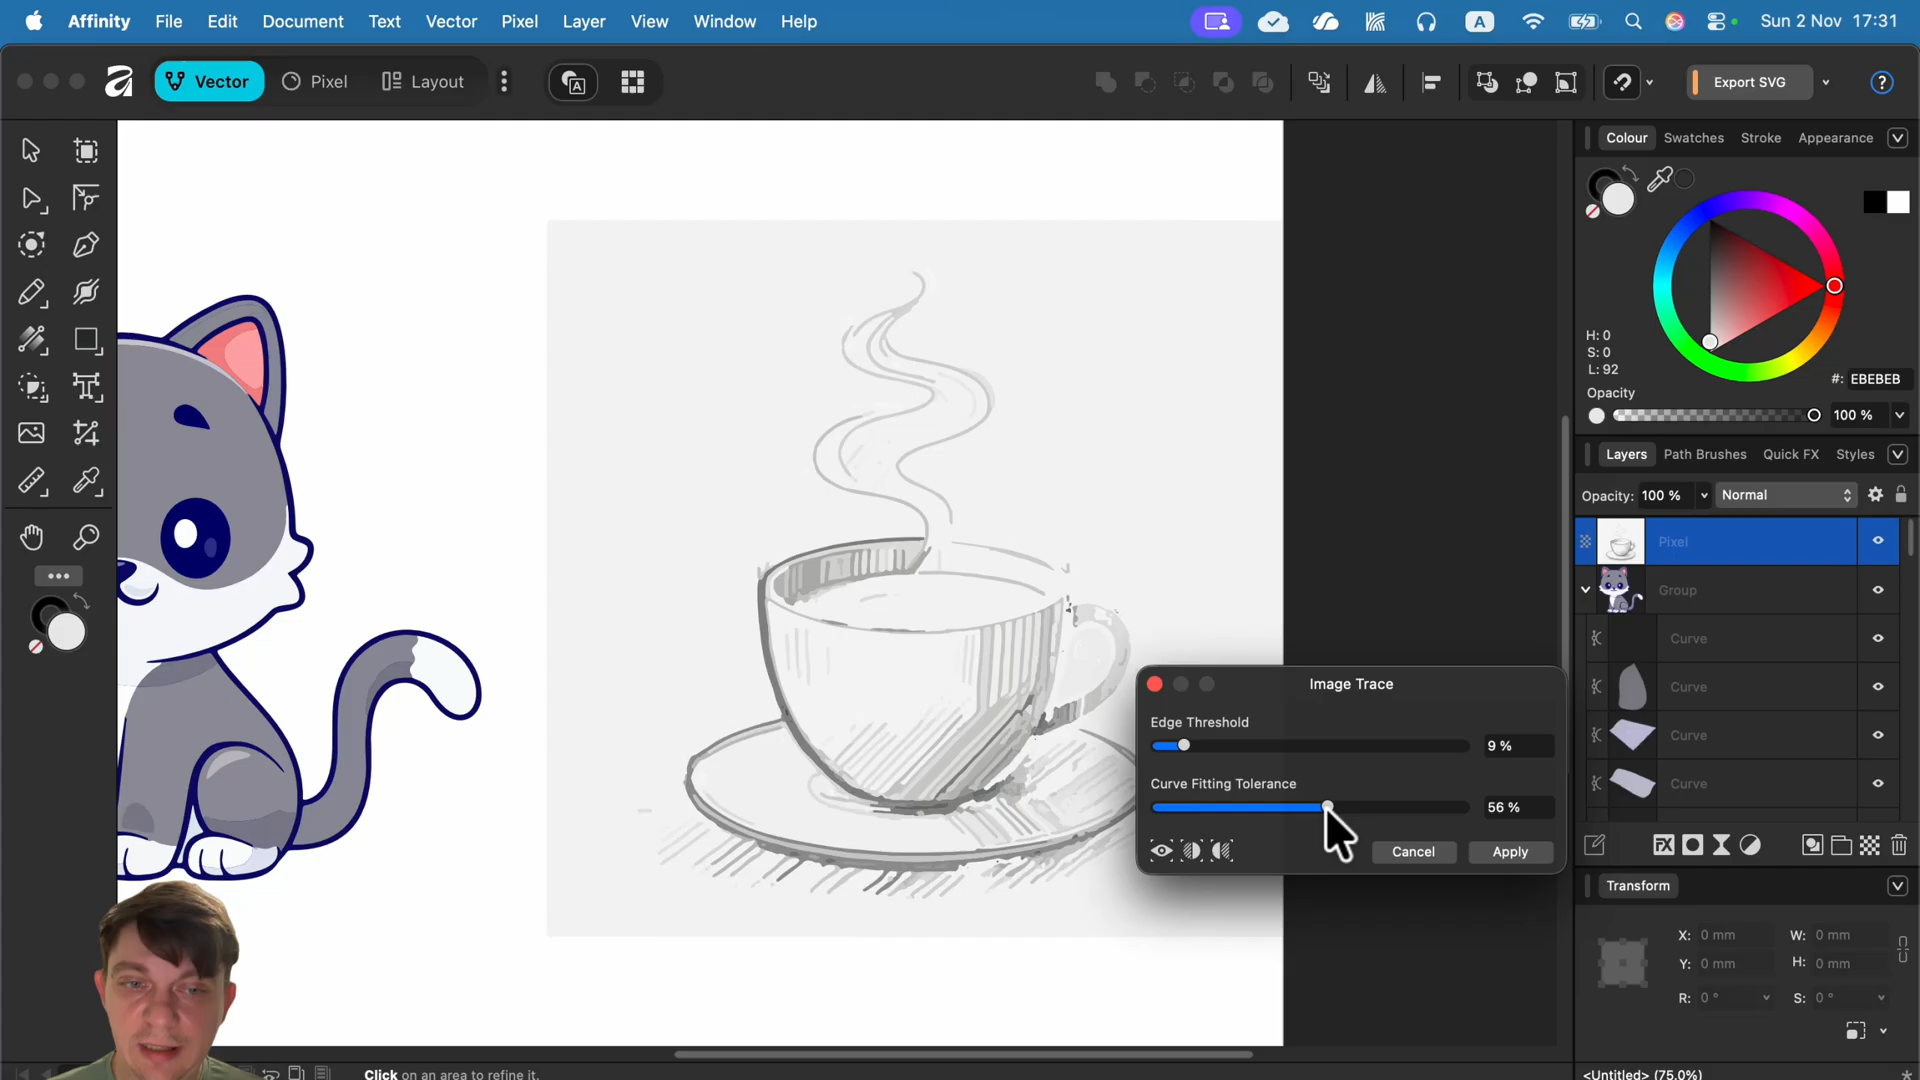 Affinity File Edit Document Text Vector Pixel Layer View Window Help A Sun 2 Nov 17:31
Vector Pixel Layout A Export SVG ?
Colour Swatches Stroke Appearance
H: 0
S: 0
L: 92
#: EBEBEB
Opacity
100 %
Layers Path Brushes Quick FX Styles
Opacity: 100 % Normal
Pixel
Group
Curve
Curve
Curve
Curve
FX
Transform
X: 0 mm W: 0 mm
Y: 0 mm H: 0 mm
R: 0 ° S: 0 °
Image Trace
Edge Threshold
9 %
Curve Fitting Tolerance
56 %
Cancel Apply
Click on an area to refine it.
<Untitled> (75.0%)